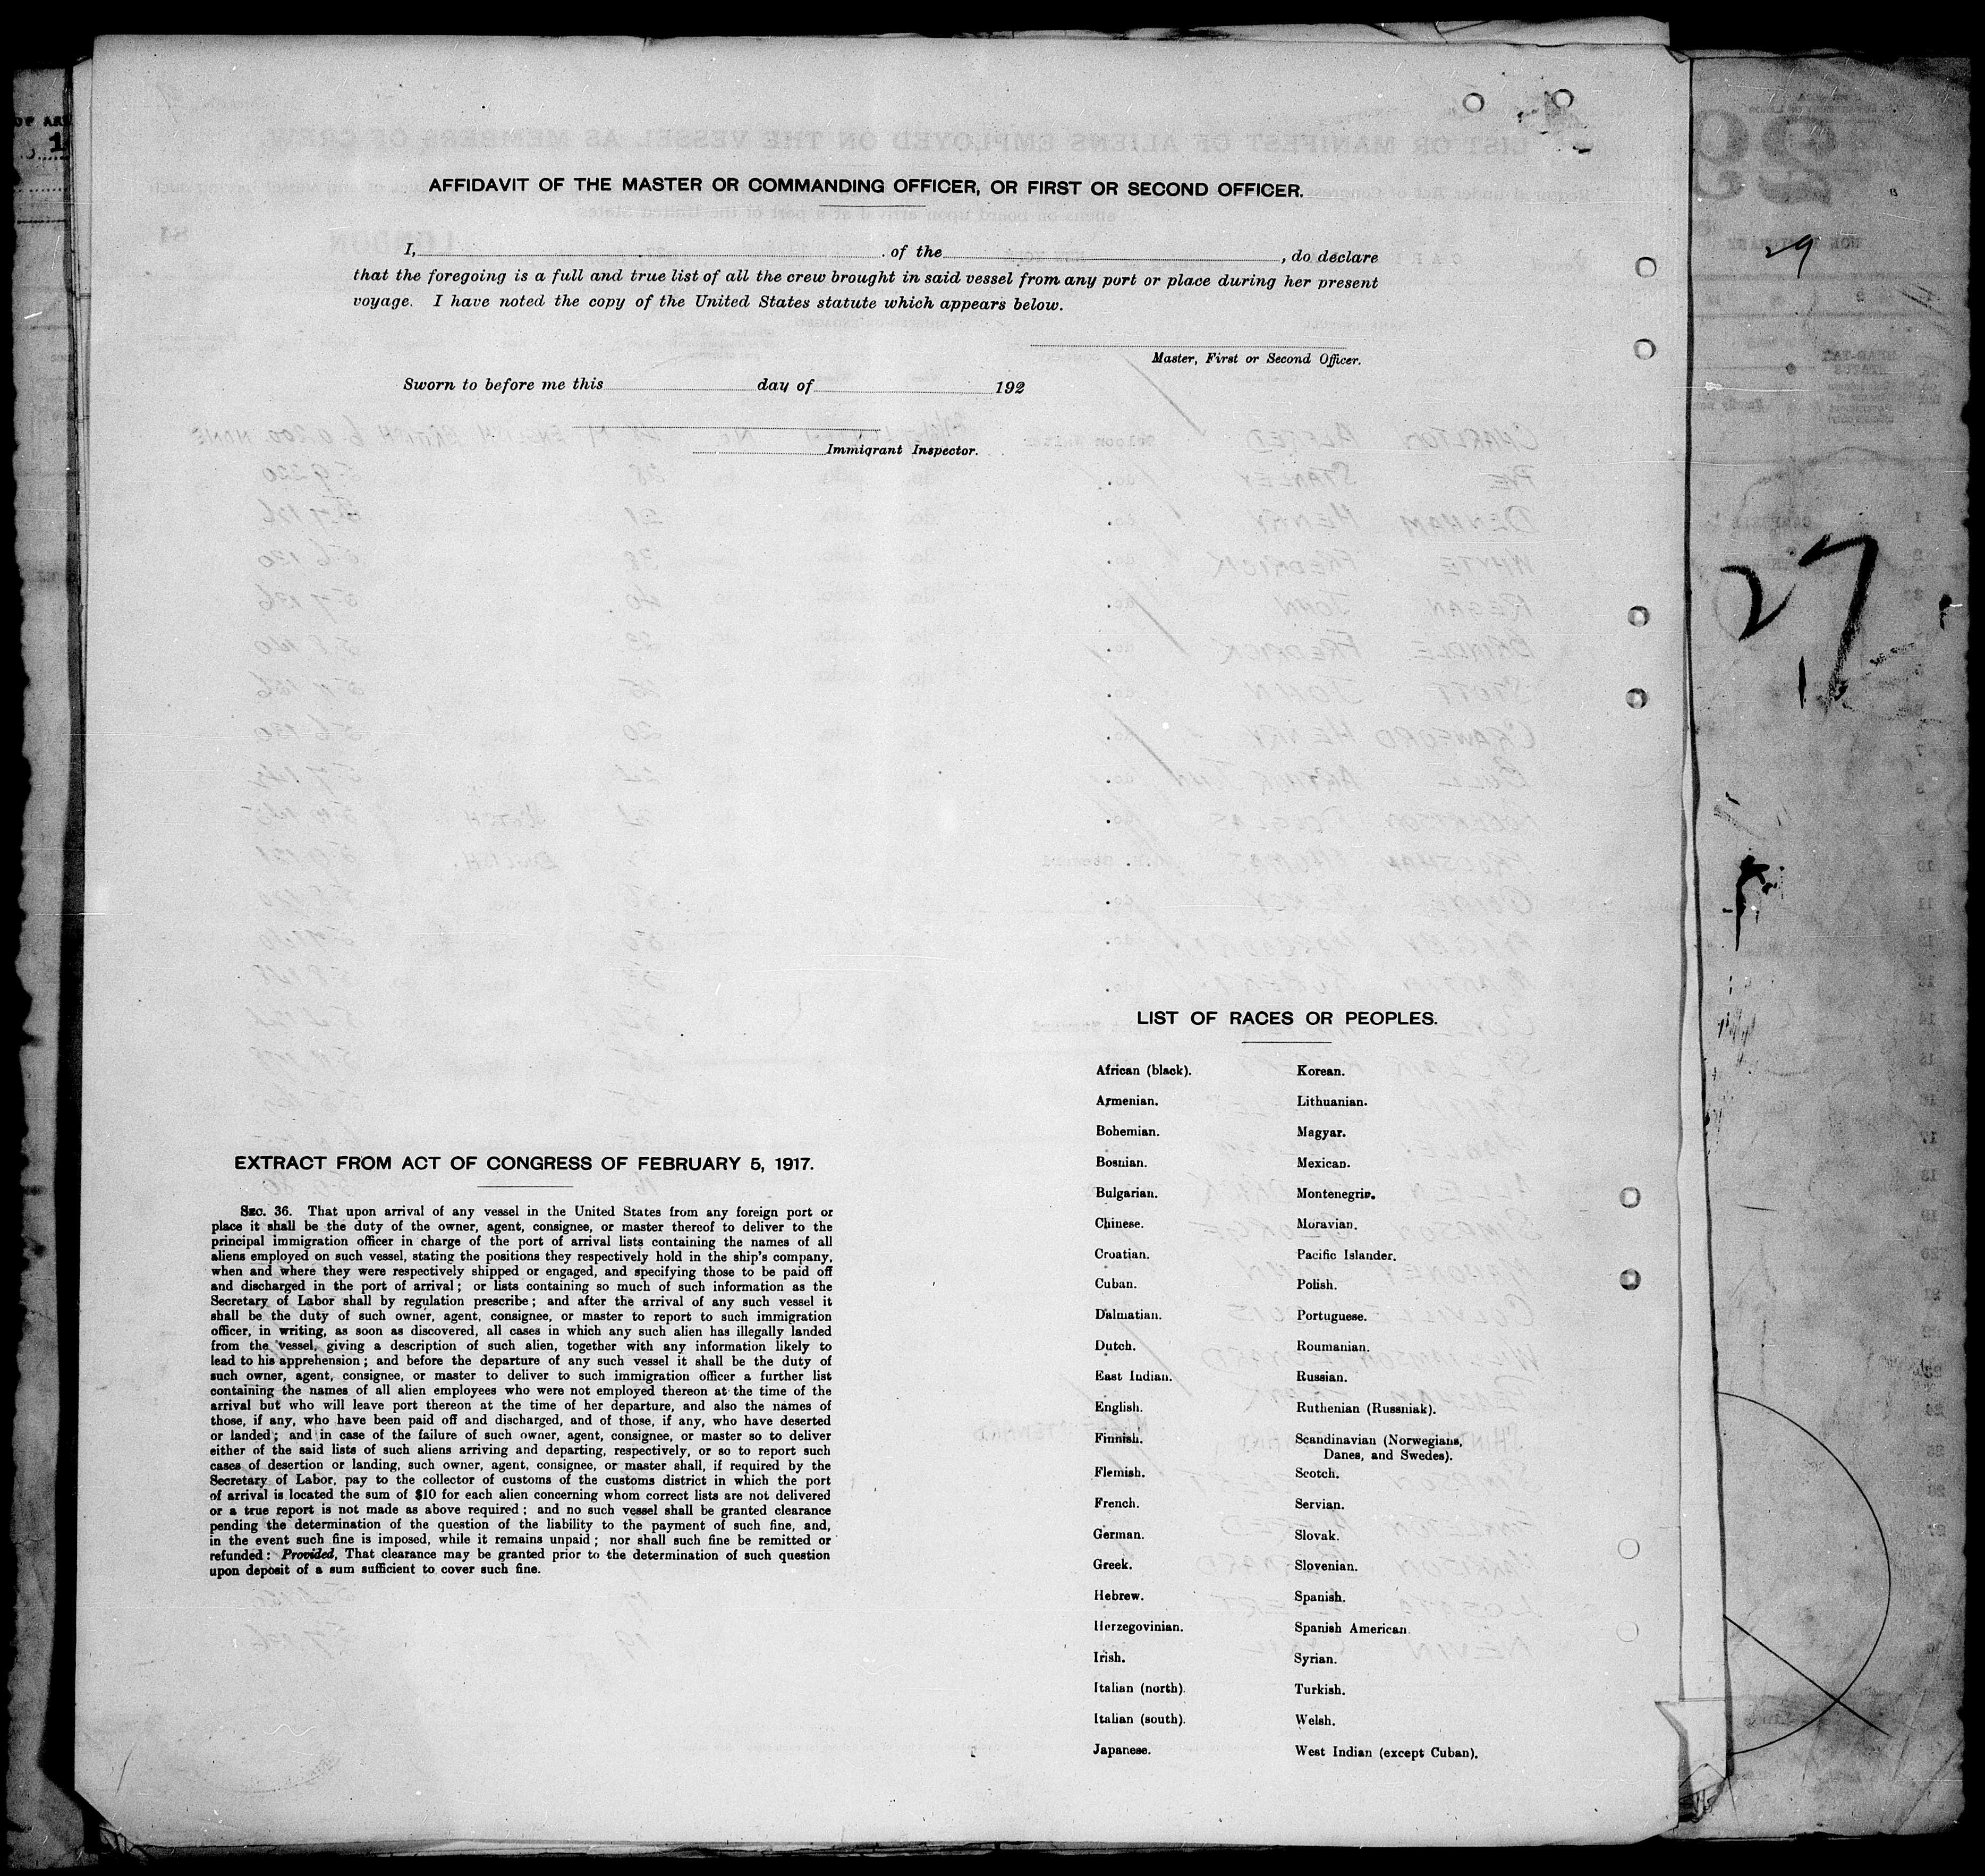 AFFIDAVIT OF THE MASTER OR COMMANDING OFFICER, OR FIRST OR SECOND OFFICER.
I, of the , do declare
that the foregoing is a full and true list of all the crew brought in said vessel from any port or place during her present
voyage. I have noted the copy of the United States statute which appears below.
Master, First or Second Officer.
Sworn to before me this day of 192
Immigrant Inspector.
EXTRACT FROM ACT OF CONGRESS OF FEBRUARY 5, 1917.
SEC. 36. That upon arrival of any vessel in the United States from any foreign port or
place it shall be the duty of the owner, agent, consignee, or master thereof to deliver to the
principal immigration officer in charge of the port of arrival lists containing the names of all
aliens employed on such vessel, stating the positions they respectively hold in the ship's company,
when and where they were respectively shipped or engaged, and specifying those to be paid off
and discharged in the port of arrival; or lists containing so much of such information as the
Secretary of Labor shall by regulation prescribe; and after the arrival of any such vessel it
shall be the duty of such owner, agent, consignee, or master to report to such immigration
officer, in writing, as soon as discovered, all cases in which any such alien has illegally landed
from the vessel, giving a description of such alien, together with any information likely to
lead to his apprehension; and before the departure of any such vessel it shall be the duty of
such owner, agent, consignee, or master to deliver to such immigration officer a further list
containing the names of all alien employees who were not employed thereon at the time of the
arrival but who will leave port thereon at the time of her departure, and also the names of
those, if any, who have been paid off and discharged, and of those, if any, who have deserted
or landed; and in case of the failure of such owner, agent, consignee, or master so to deliver
either of the said lists of such aliens arriving and departing, respectively, or so to report such
cases of desertion or landing, such owner, agent, consignee, or master shall, if required by the
Secretary of Labor, pay to the collector of customs of the customs district in which the port
of arrival is located the sum of $10 for each alien concerning whom correct lists are not delivered
or a true report is not made as above required; and no such vessel shall be granted clearance
pending the determination of the question of the liability to the payment of such fine, and,
in the event such fine is imposed, while it remains unpaid; nor shall such fine be remitted or
refunded: Provided, That clearance may be granted prior to the determination of such question
upon deposit of a sum sufficient to cover such fine.
LIST OF RACES OR PEOPLES.
African (black).
Armenian.
Bohemian.
Bosnian.
Bulgarian.
Chinese.
Croatian.
Cuban.
Dalmatian.
Dutch.
East Indian.
English.
Finnish.
Flemish.
French.
German.
Greek.
Hebrew.
Herzegovinian.
Irish.
Italian (north).
Italian (south).
Japanese.
Korean.
Lithuanian.
Magyar.
Mexican.
Montenegrin.
Moravian.
Pacific Islander.
Polish.
Portuguese.
Roumanian.
Russian.
Ruthenian (Russniak).
Scandinavian (Norwegians,
Danes, and Swedes).
Scotch.
Servian.
Slovak.
Slovenian.
Spanish.
Spanish American
Syrian.
Turkish.
Welsh.
West Indian (except Cuban).
29
27